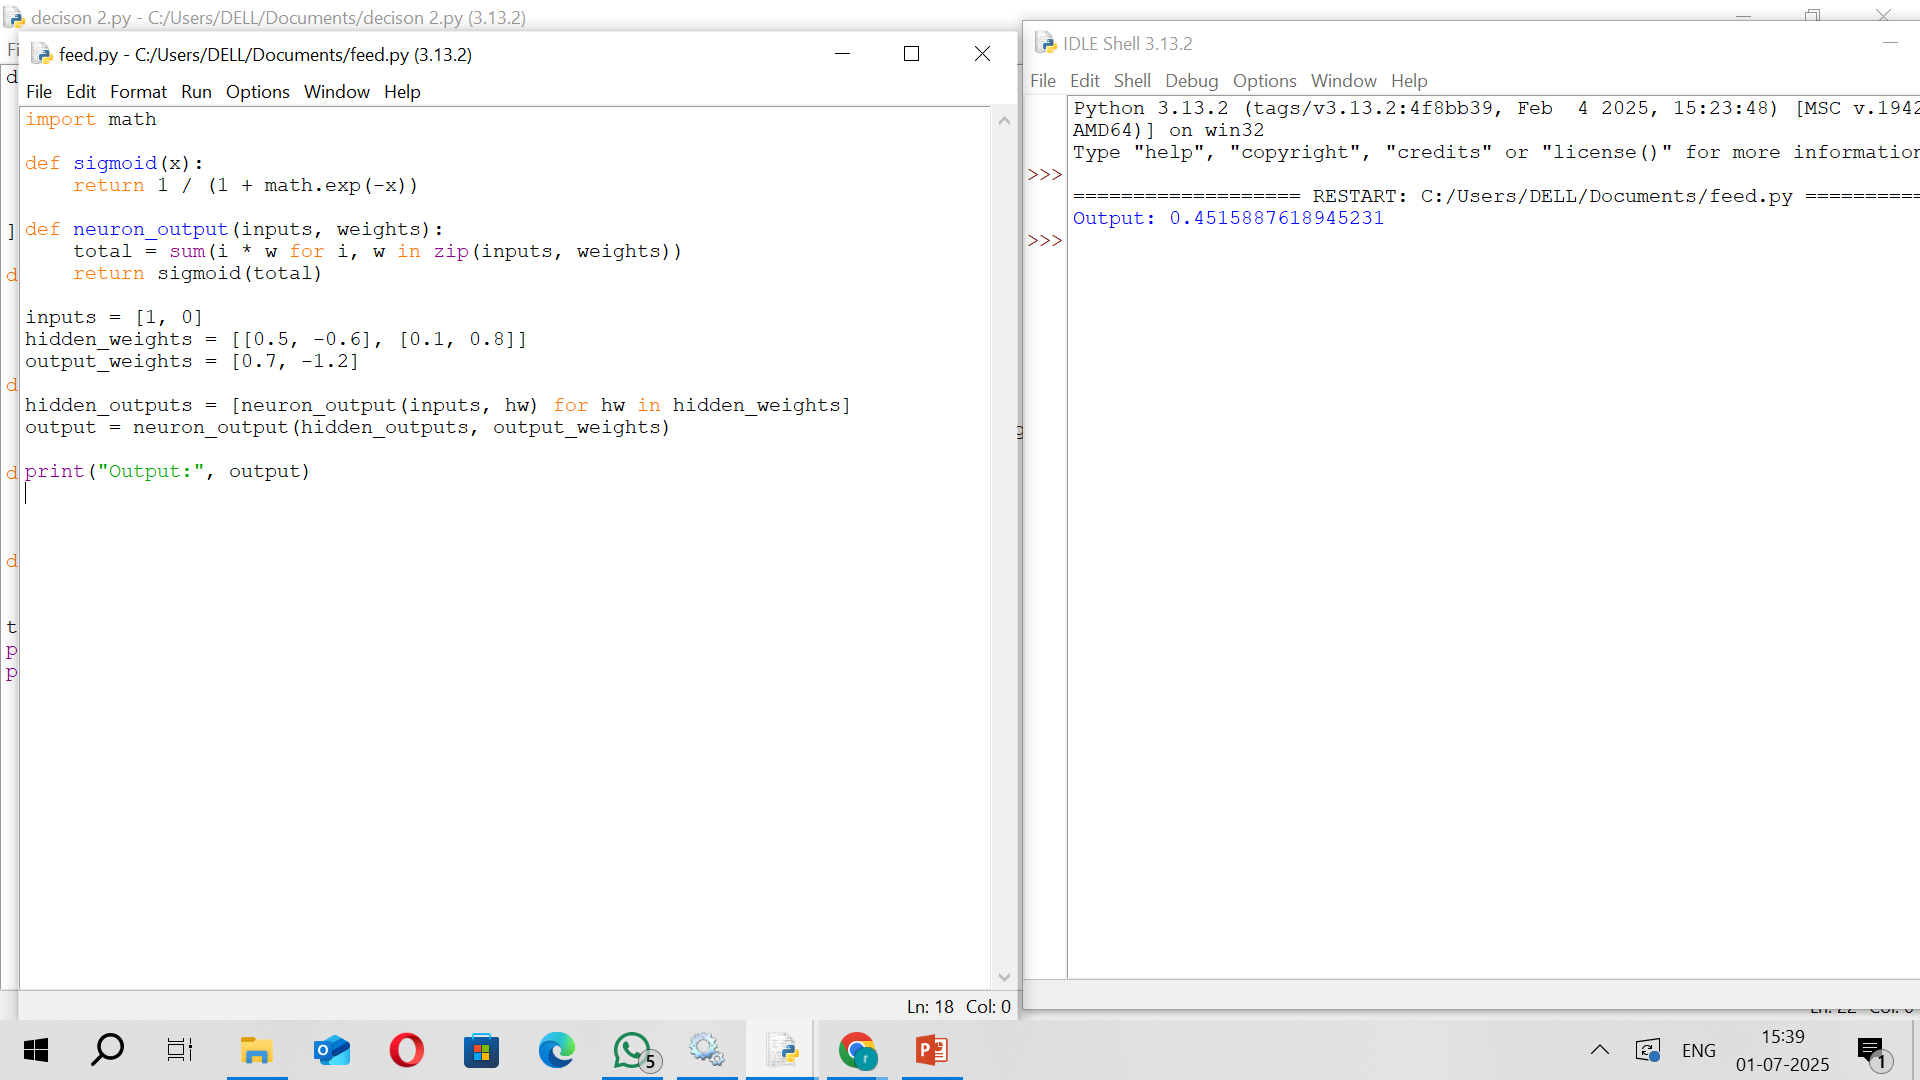 decison 2.py - C:/Users/DELL/Documents/decison 2.py (3.13.2)
feed.py - C:/Users/DELL/Documents/feed.py (3.13.2)
File Edit Format Run Options Window Help
import math
def sigmoid(x):
    return 1 / (1 + math.exp(-x))
def neuron_output(inputs, weights):
    total = sum(i * w for i, w in zip(inputs, weights))
    return sigmoid(total)
inputs = [1, 0]
hidden_weights = [[0.5, -0.6], [0.1, 0.8]]
output_weights = [0.7, -1.2]
hidden_outputs = [neuron_output(inputs, hw) for hw in hidden_weights]
output = neuron_output(hidden_outputs, output_weights)
print("Output:", output)
Ln: 18 Col: 0
IDLE Shell 3.13.2
File Edit Shell Debug Options Window Help
Python 3.13.2 (tags/v3.13.2:4f8bb39, Feb  4 2025, 15:23:48) [MSC v.1942
AMD64)] on win32
Type "help", "copyright", "credits" or "license()" for more information
>>>
=================== RESTART: C:/Users/DELL/Documents/feed.py ==========
Output: 0.4515887618945231
>>>
5
ENG
15:39
01-07-2025
1